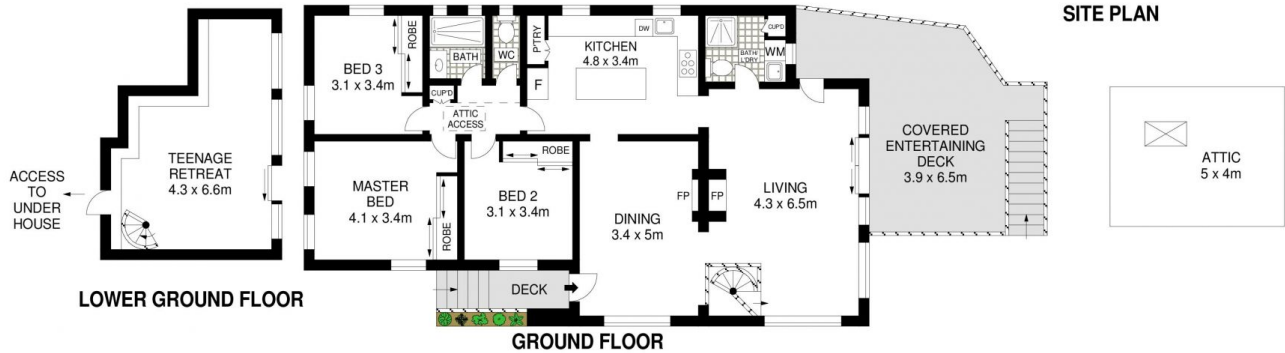 SITE PLAN
ROBE
BED 3
3.1 x 3.4m
BATH
WC
P'TRY
F
DW
KITCHEN
4.8 x 3.4m
CUP'D
BATH/
L'DRY
WM
CUP'D
ATTIC
ACCESS
TEENAGE
RETREAT
4.3 x 6.6m
ACCESS
TO
UNDER
HOUSE
MASTER
BED
4.1 x 3.4m
ROBE
ROBE
BED 2
3.1 x 3.4m
DINING
3.4 x 5m
FP
FP
LIVING
4.3 x 6.5m
COVERED
ENTERTAINING
DECK
3.9 x 6.5m
ATTIC
5 x 4m
DECK
LOWER GROUND FLOOR
GROUND FLOOR